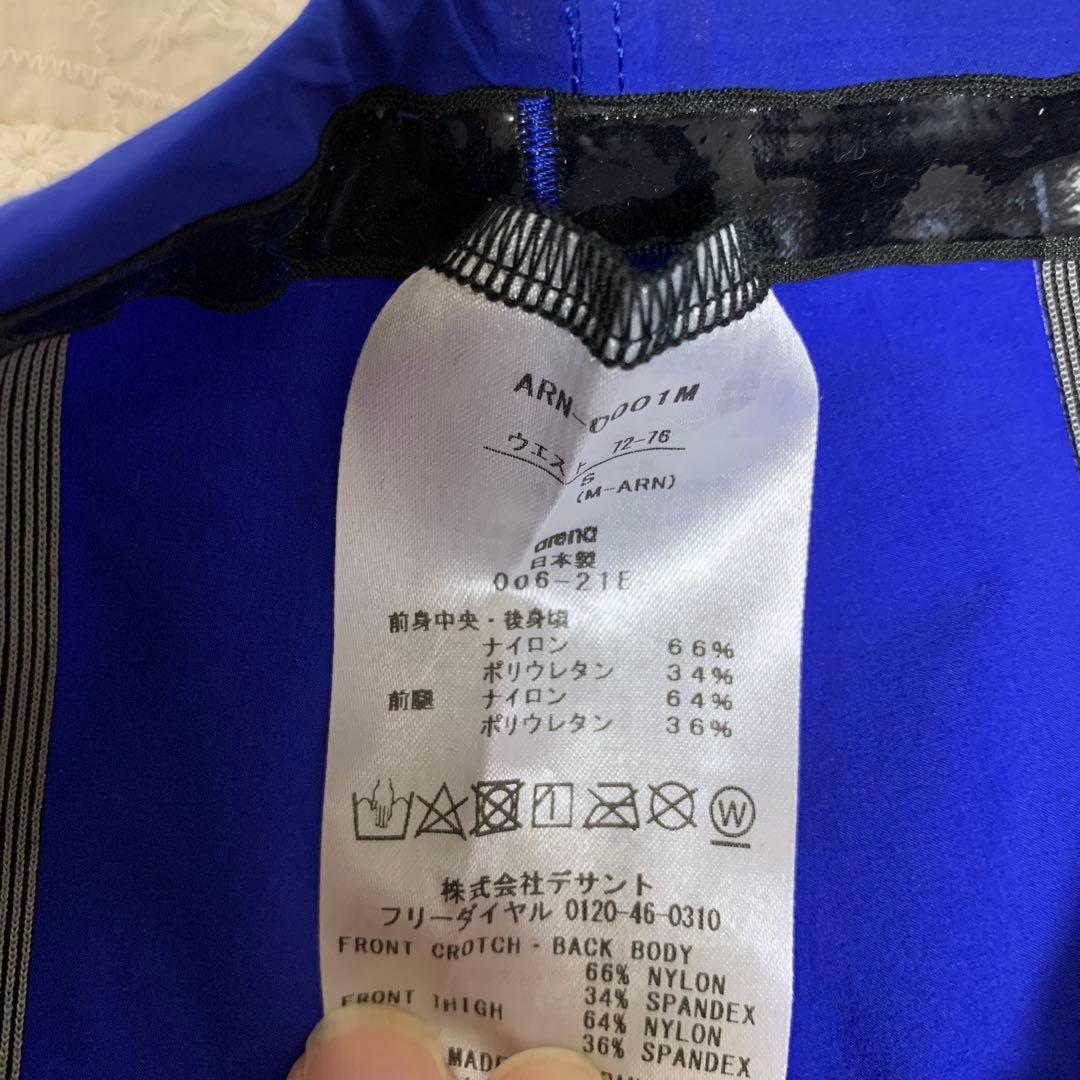 001M
ウエスト 72-76
S
(M-ARN)
arena
日本製
006-21E
前身中央・後身頃
ナイロン 66%
ポリウレタン 34%
前腿 ナイロン 64%
ポリウレタン 36%
W
株式会社デサント
フリーダイヤル 0120-46-0310
FRONT CROTCH・BACK BODY
66% NYLON
34% SPANDEX
FRONT THIGH
64% NYLON
36% SPANDEX
MADE